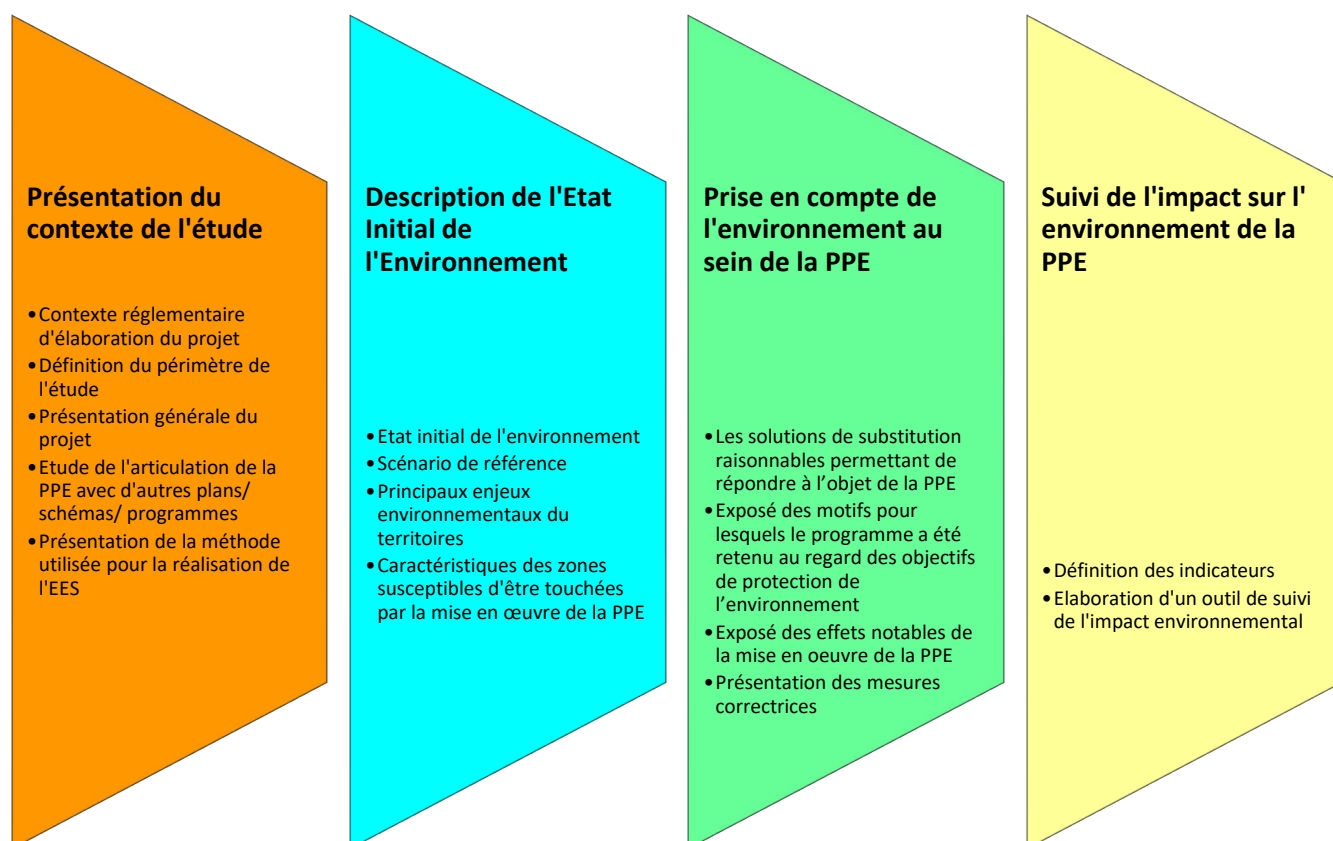 Présentation du
contexte de l'étude
•Contexte réglementaire
d'élaboration du projet
•Définition du périmètre de
l'étude
•Présentation générale du
projet
•Etude de l'articulation de la
PPE avec d'autres plans/
schémas/ programmes
•Présentation de la méthode
utilisée pour la réalisation de
l'EES
Description de l'Etat
Initial de
l'Environnement
•Etat initial de l'environnement
•Scénario de référence
•Principaux enjeux
environnementaux du
territoires
•Caractéristiques des zones
susceptibles d'être touchées
par la mise en œuvre de la PPE
Prise en compte de
l'environnement au
sein de la PPE
•Les solutions de substitution
raisonnables permettant de
répondre à l’objet de la PPE
•Exposé des motifs pour
lesquels le programme a été
retenu au regard des objectifs
de protection de
l’environnement
•Exposé des effets notables de
la mise en oeuvre de la PPE
•Présentation des mesures
correctrices
Suivi de l'impact sur l'
environnement de la
PPE
•Définition des indicateurs
•Elaboration d'un outil de suivi
de l'impact environnemental